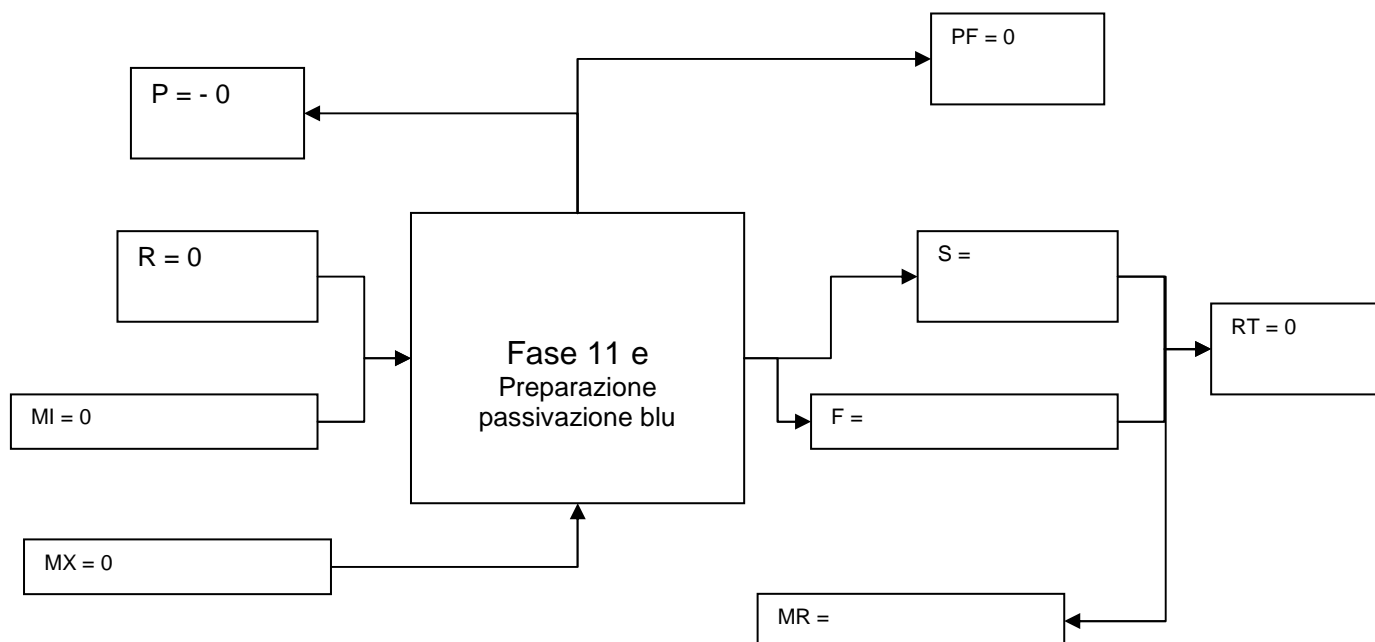 PF = 0
P = - 0
R = 0
S =
RT = 0
Fase 11 e
Preparazione
passivazione blu
MI = 0
F =
MX = 0
MR =